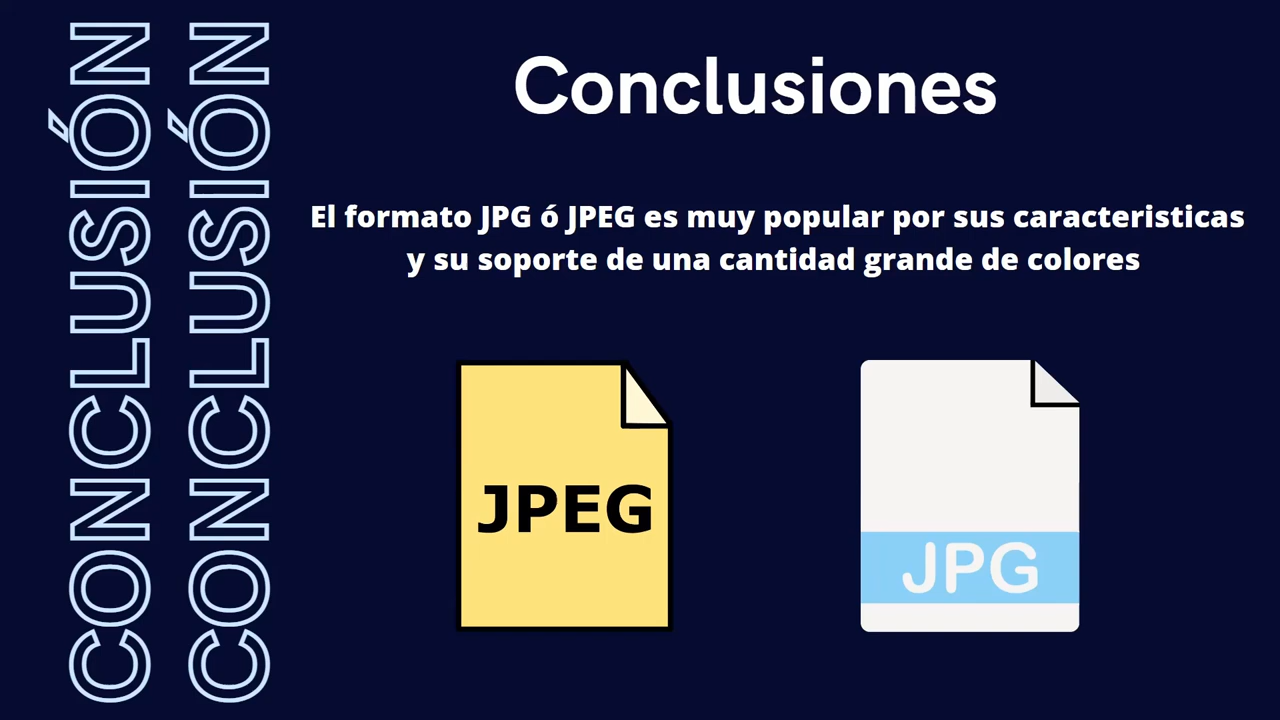 CONCLUSIÓN
CONCLUSIÓN
Conclusiones
El formato JPG ó JPEG es muy popular por sus caracteristicas
y su soporte de una cantidad grande de colores
JPEG
JPG